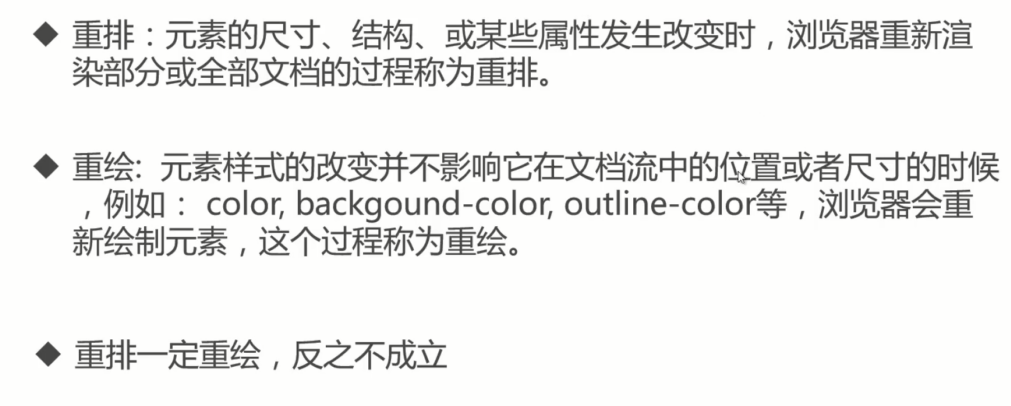 ◆ 重排：元素的尺寸、结构、或某些属性发生改变时，浏览器重新渲
染部分或全部文档的过程称为重排。
◆ 重绘: 元素样式的改变并不影响它在文档流中的位置或者尺寸的时候
，例如： color, backgound-color, outline-color等，浏览器会重
新绘制元素，这个过程称为重绘。
◆ 重排一定重绘，反之不成立